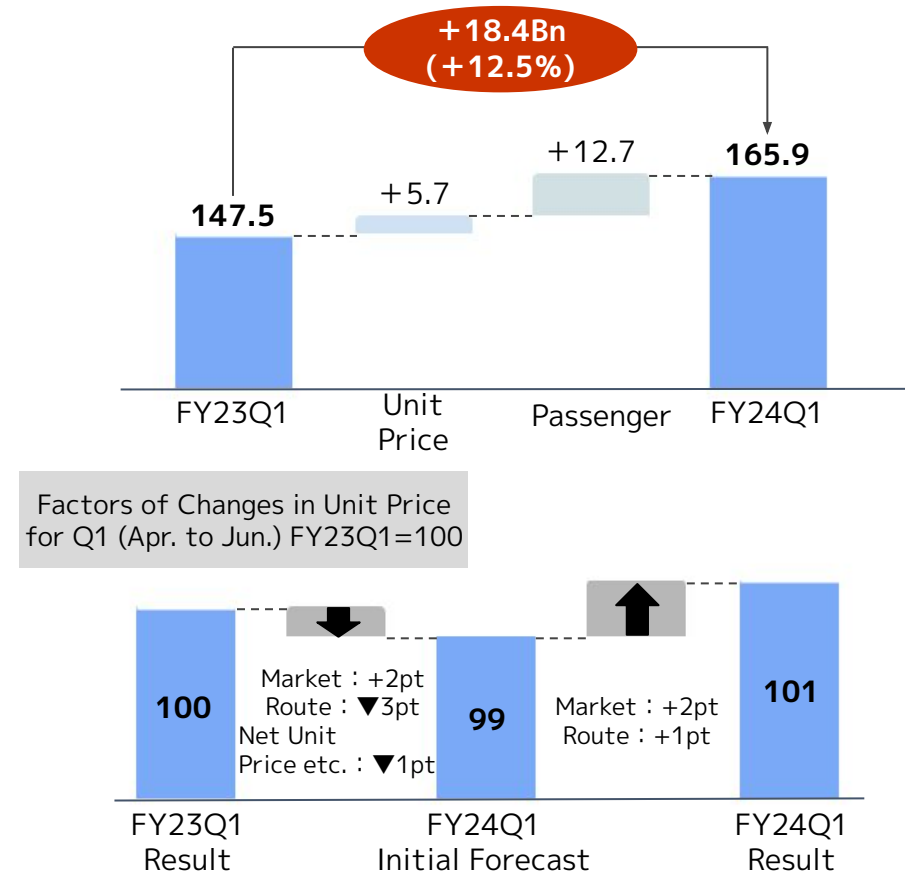 +18.4Bn
(+12.5%)
147.5
+5.7
+12.7
165.9
FY23Q1
Unit
Price
Passenger
FY24Q1
Factors of Changes in Unit Price
for Q1 (Apr. to Jun.) FY23Q1=100
100
Market：+2pt
Route：▼3pt
Net Unit
Price etc.：▼1pt
99
Market：+2pt
Route：+1pt
101
FY23Q1
Result
FY24Q1
Initial Forecast
FY24Q1
Result